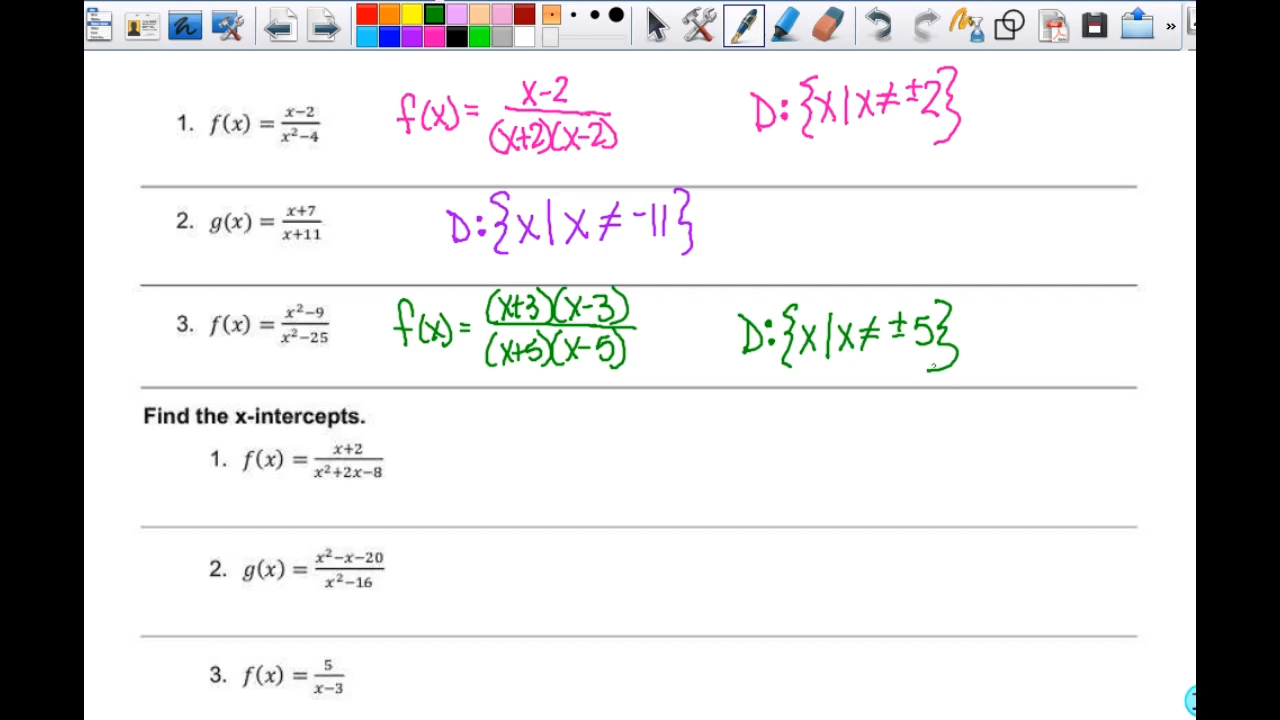 1. f(x) = x−2/x²−4 f(x) = x-2/(x+2)(x-2) D: {x | x ≠ ±2}
2. g(x) = x+7/x+11 D: {x | x ≠ -11}
3. f(x) = x²−9/x²−25 f(x) = (x+3)(x-3)/(x+5)(x-5) D: {x | x ≠ ±5}
Find the x-intercepts.
1. f(x) = x+2/x²+2x−8
2. g(x) = x²−x−20/x²−16
3. f(x) = 5/x−3